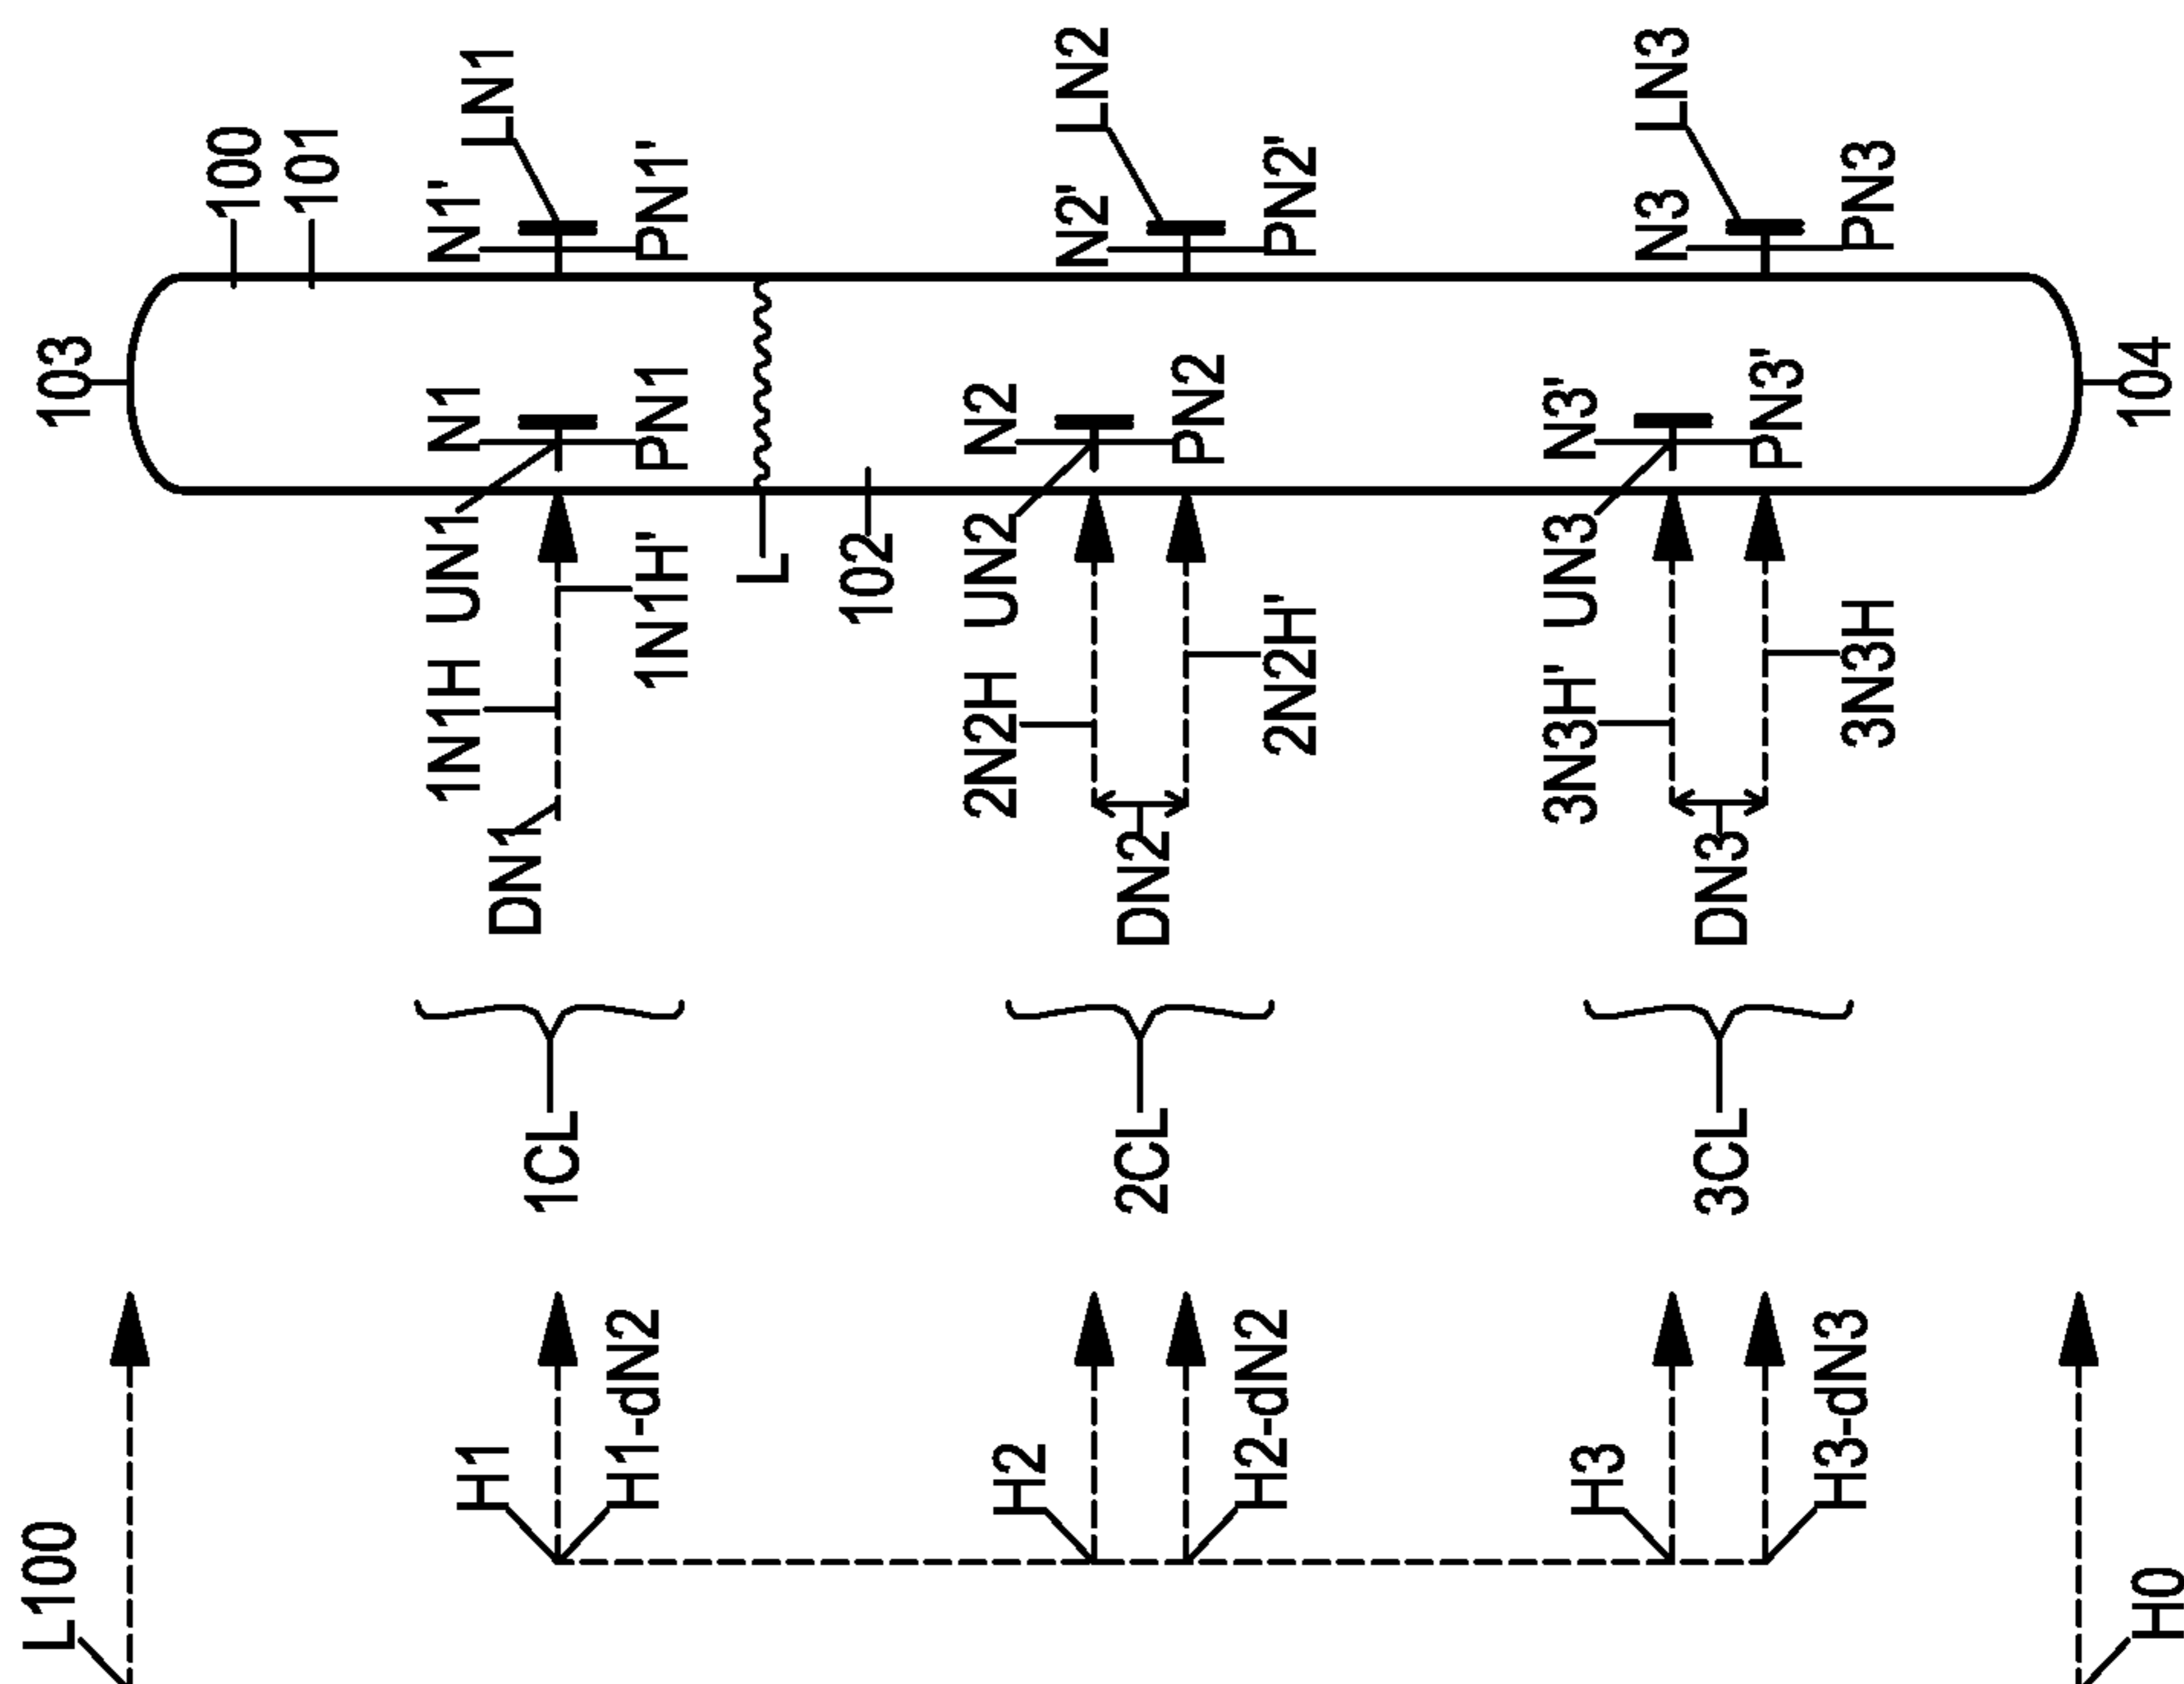 103
100
101
N1'
LN1
PN1'
N1
UN1
PN1
1N1H
1N1H'
DN1
L
102
N2'
LN2
PN2'
N2
UN2
PN2
2N2H
2N2H'
DN2
N3
LN3
PN3
N3'
UN3
PN3'
3N3H'
3N3H
DN3
104
1CL
2CL
3CL
L100
H1
H1-dN2
H2
H2-dN2
H3
H3-dN3
H0